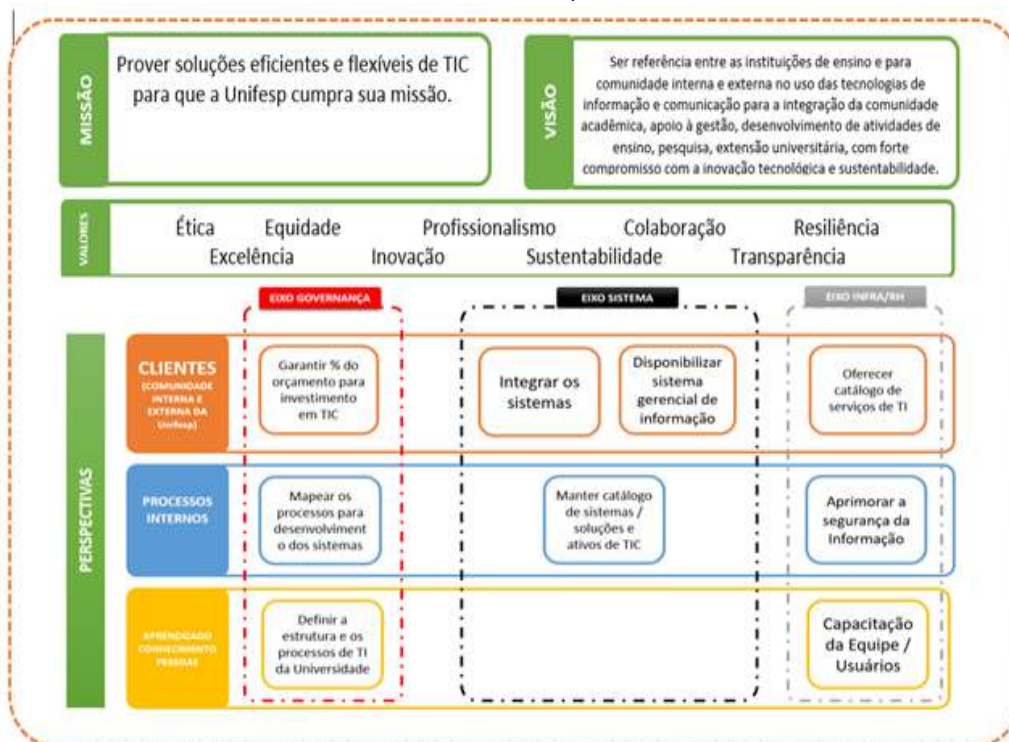 MISSÃO
Prover soluções eficientes e flexíveis de TIC
para que a Unifesp cumpra sua missão.
VISÃO
Ser referência entre as instituições de ensino e para
comunidade interna e externa no uso das tecnologias de
informação e comunicação para a integração da comunidade
acadêmica, apoio à gestão, desenvolvimento de atividades de
ensino, pesquisa, extensão universitária, com forte
compromisso com a inovação tecnológica e sustentabilidade.
VALORES
Ética Equidade Profissionalismo Colaboração Resiliência
Excelência Inovação Sustentabilidade Transparência
EIXO GOVERNANÇA
EIXO SISTEMA
EIXO INFRA/RH
PERSPECTIVAS
CLIENTES
(COMUNIDADE
INTERNA E
EXTERNA DA
Unifesp)
Garantir % do
orçamento para
investimento
em TIC
Integrar os
sistemas
Disponibilizar
sistema
gerencial de
informação
Oferecer
catálogo de
serviços de TI
PROCESSOS
INTERNOS
Mapear os
processos para
desenvolviment
o dos sistemas
Manter catálogo
de sistemas /
soluções e
ativos de TIC
Aprimorar a
segurança da
Informação
APRENDIZADO
CONHECIMENTO
PESSOAS
Definir a
estrutura e os
processos de TI
da Universidade
Capacitação
da Equipe /
Usuários